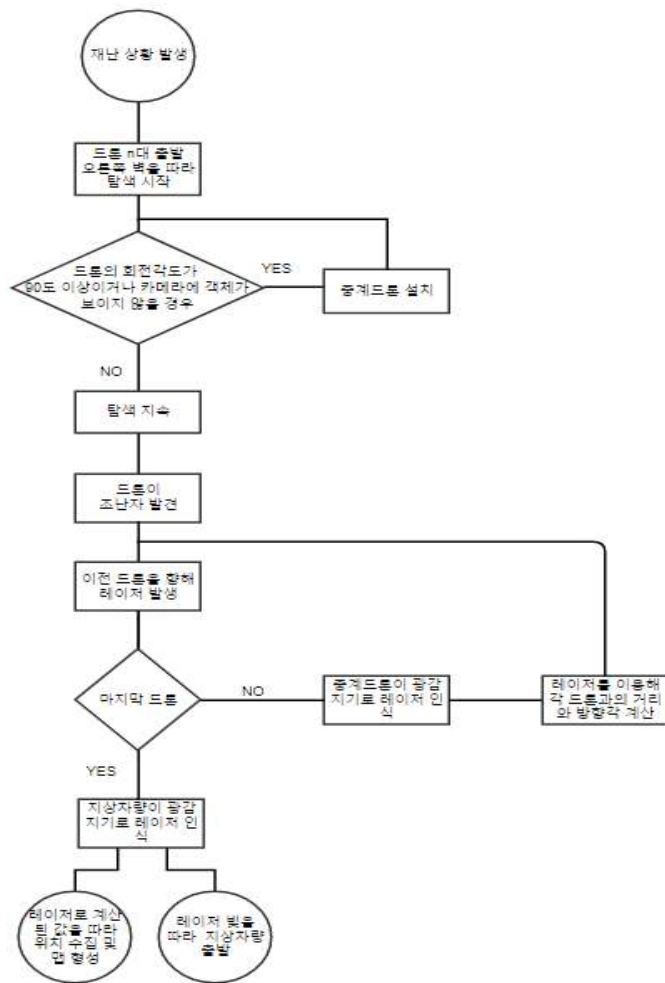 재난 상황 발생
드론 n대 출발
오른쪽 벽을 따라
탐색 시작
드론의 회전각도가
90도 이상이거나 카메라에 객체가
보이지 않을 경우
YES
중계드론 설치
NO
탐색 지속
드론이
조난자 발견
이전 드론을 향해
레이저 발생
마지막 드론
NO
중계드론이 광감
지기로 레이저 인
식
레이저를 이용해
각 드론과의 거리
와 방향각 계산
YES
지상차량이 광감
지기로 레이저 인
식
레이저로 계산
된 값을 따라
위치 수집 및
맵 형성
레이저 빛을
따라 지상차량
출발